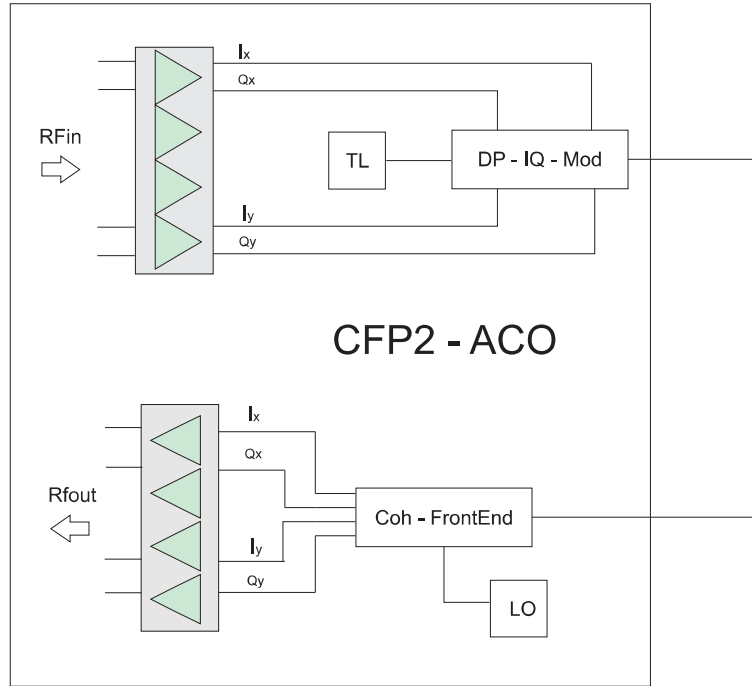 Ix
Qx
RFin
TL
DP - IQ - Mod
Iy
Qy
CFP2 - ACO
Ix
Qx
Rfout
Coh - FrontEnd
Iy
Qy
LO